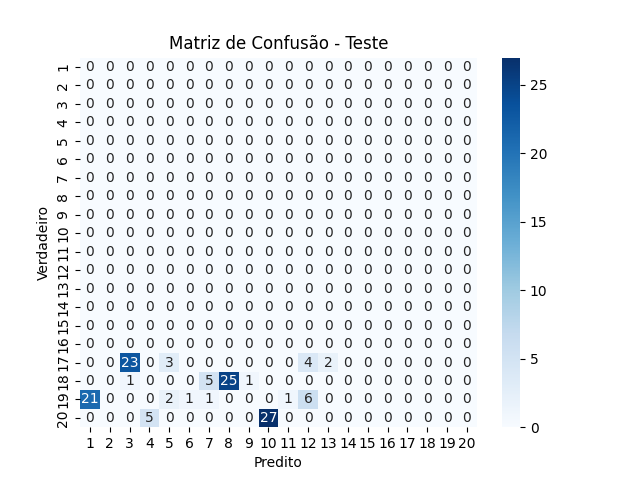 Matriz de Confusão - Teste
Verdadeiro
1 0 0 0 0 0 0 0 0 0 0 0 0 0 0 0 0 0 0 0 0
2 0 0 0 0 0 0 0 0 0 0 0 0 0 0 0 0 0 0 0 0
3 0 0 0 0 0 0 0 0 0 0 0 0 0 0 0 0 0 0 0 0
4 0 0 0 0 0 0 0 0 0 0 0 0 0 0 0 0 0 0 0 0
5 0 0 0 0 0 0 0 0 0 0 0 0 0 0 0 0 0 0 0 0
6 0 0 0 0 0 0 0 0 0 0 0 0 0 0 0 0 0 0 0 0
7 0 0 0 0 0 0 0 0 0 0 0 0 0 0 0 0 0 0 0 0
8 0 0 0 0 0 0 0 0 0 0 0 0 0 0 0 0 0 0 0 0
9 0 0 0 0 0 0 0 0 0 0 0 0 0 0 0 0 0 0 0 0
10 0 0 0 0 0 0 0 0 0 0 0 0 0 0 0 0 0 0 0 0
11 0 0 0 0 0 0 0 0 0 0 0 0 0 0 0 0 0 0 0 0
12 0 0 0 0 0 0 0 0 0 0 0 0 0 0 0 0 0 0 0 0
13 0 0 0 0 0 0 0 0 0 0 0 0 0 0 0 0 0 0 0 0
14 0 0 0 0 0 0 0 0 0 0 0 0 0 0 0 0 0 0 0 0
15 0 0 0 0 0 0 0 0 0 0 0 0 0 0 0 0 0 0 0 0
16 0 0 0 0 0 0 0 0 0 0 0 0 0 0 0 0 0 0 0 0
17 0 0 23 0 3 0 0 0 0 0 0 4 2 0 0 0 0 0 0 0
18 0 0 1 0 0 0 5 25 1 0 0 0 0 0 0 0 0 0 0 0
19 21 0 0 0 2 1 1 0 0 0 1 6 0 0 0 0 0 0 0 0
20 0 0 0 5 0 0 0 0 0 27 0 0 0 0 0 0 0 0 0 0
1 2 3 4 5 6 7 8 9 10 11 12 13 14 15 16 17 18 19 20
Predito
25
20
15
10
5
0